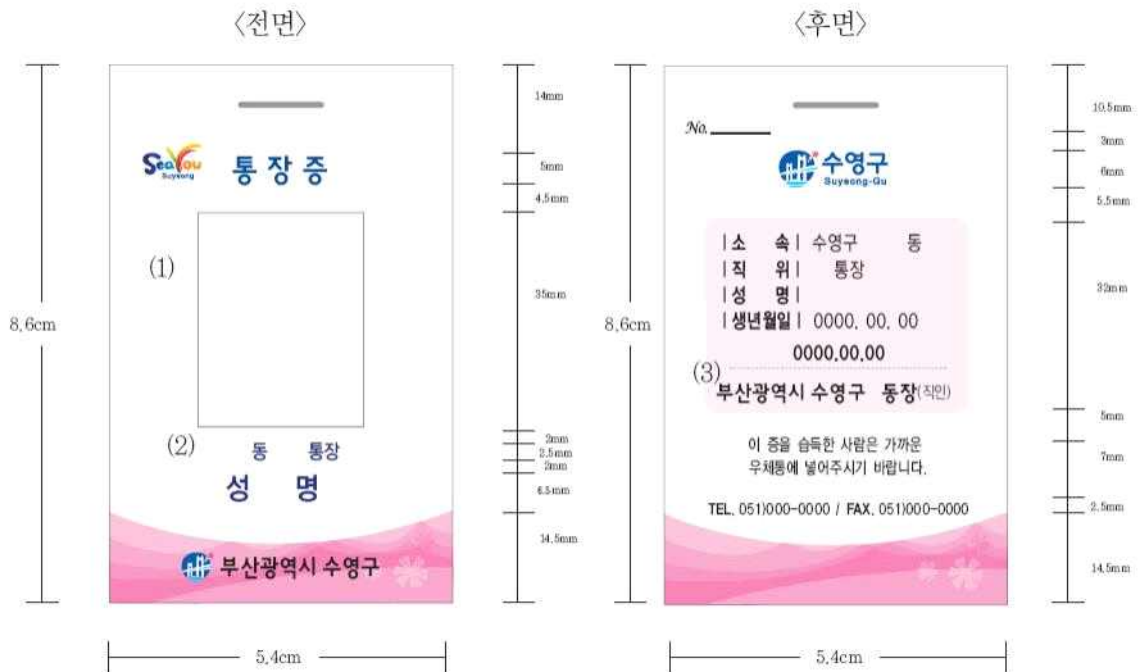 〈전면〉
8.6cm
SeaYou
Suyeong
통장증
(1)
(2)
동 통장
성 명
부산광역시 수영구
14mm
5mm
4.5mm
35mm
2mm
2.5mm
2mm
6.5mm
14.5mm
5.4cm
〈후면〉
8.6cm
No.
수영구
Suyeong-Gu
|소 속| 수영구 동
|직 위| 통장
|성 명|
|생년월일| 0000. 00. 00
0000.00.00
(3)
부산광역시 수영구 동장(직인)
이 증을 습득한 사람은 가까운
우체통에 넣어주시기 바랍니다.
TEL. 051)000-0000 / FAX. 051)000-0000
10.5mm
3mm
6mm
5.5mm
32mm
5mm
7mm
2.5mm
14.5mm
5.4cm